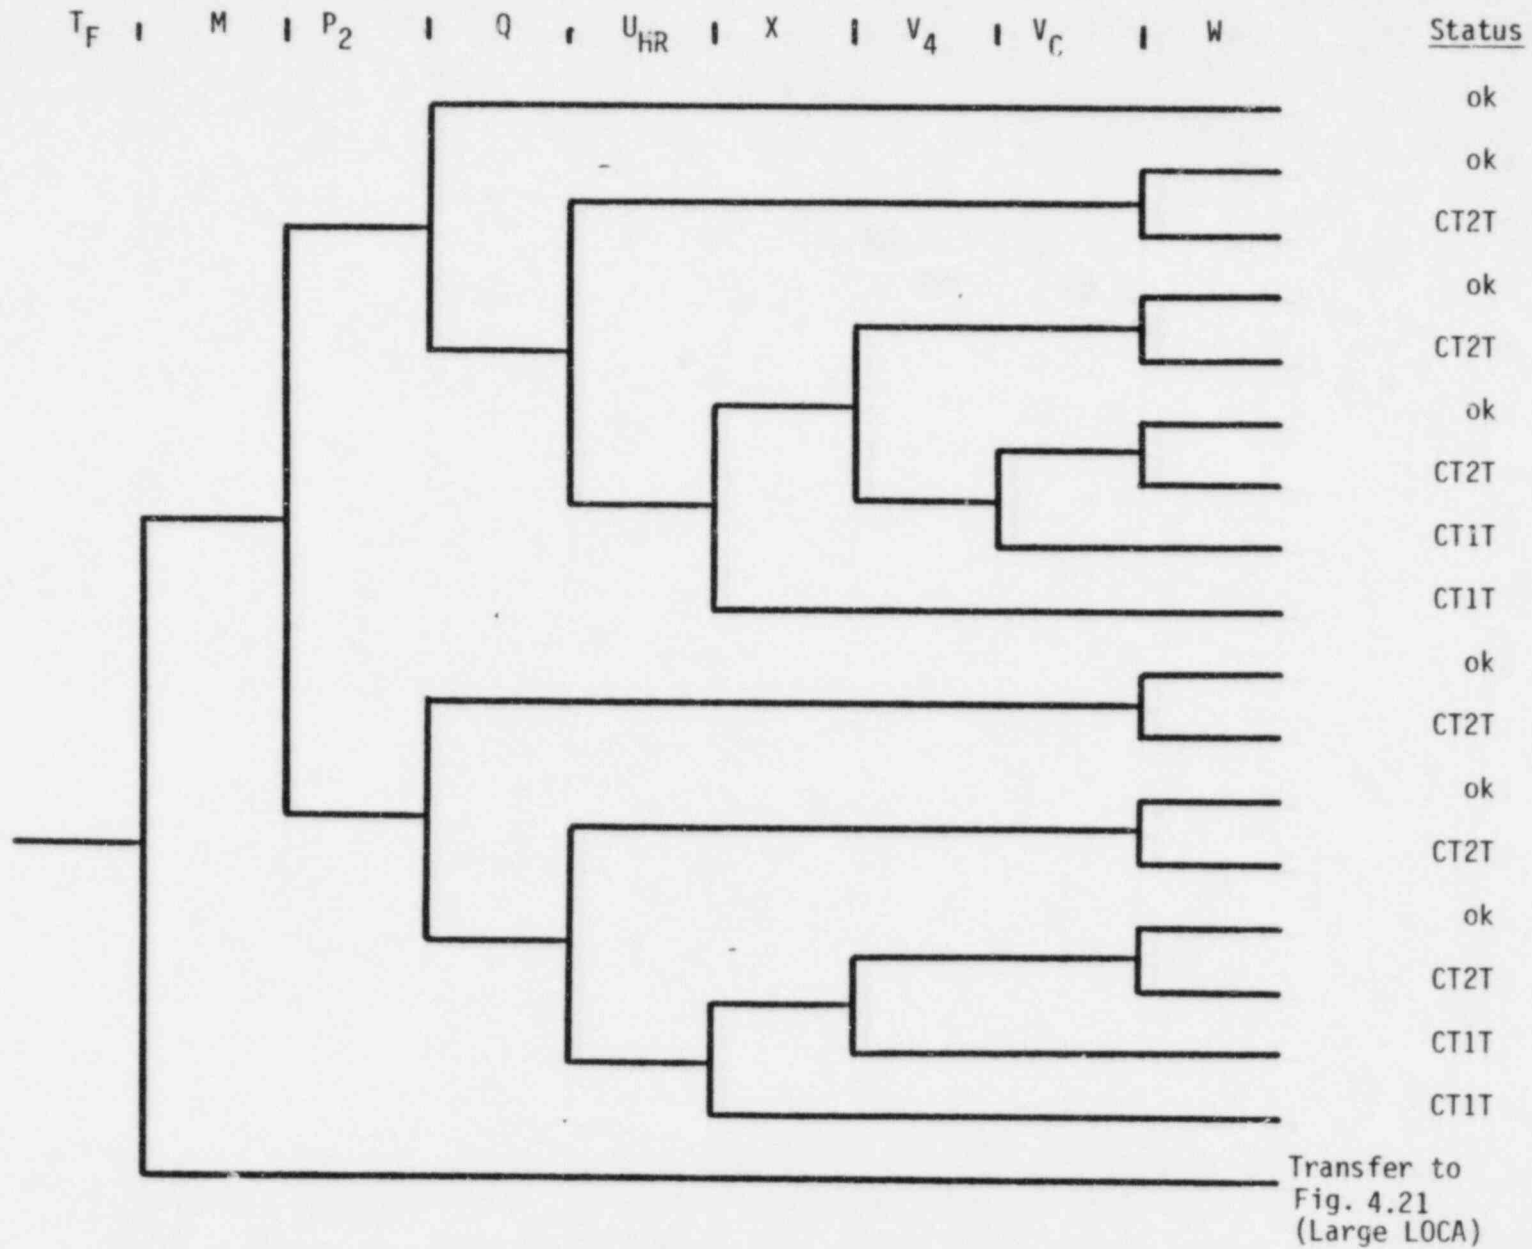 T_F M P_2 Q U_HR X V_4 V_C W Status
ok
ok
CT2T
ok
CT2T
ok
CT2T
CT1T
CT1T
ok
CT2T
ok
CT2T
ok
CT2T
CT1T
CT1T
Transfer to
Fig. 4.21
(Large LOCA)